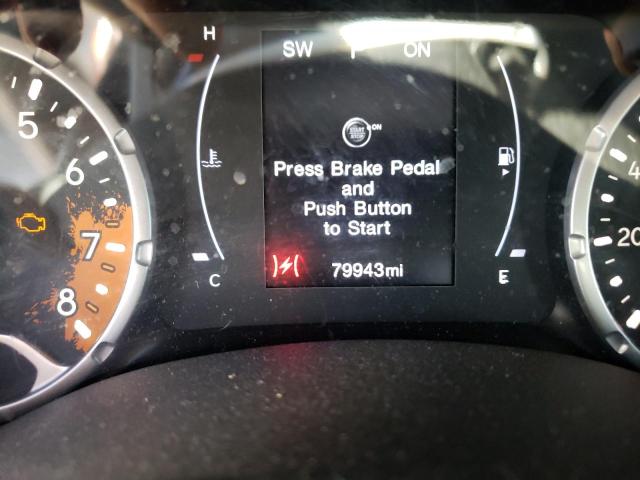 H
SW ON
5
START
STOP
ON
Press Brake Pedal
6
and
4
Push Button
7
to Start
20
8
C
79943mi
E